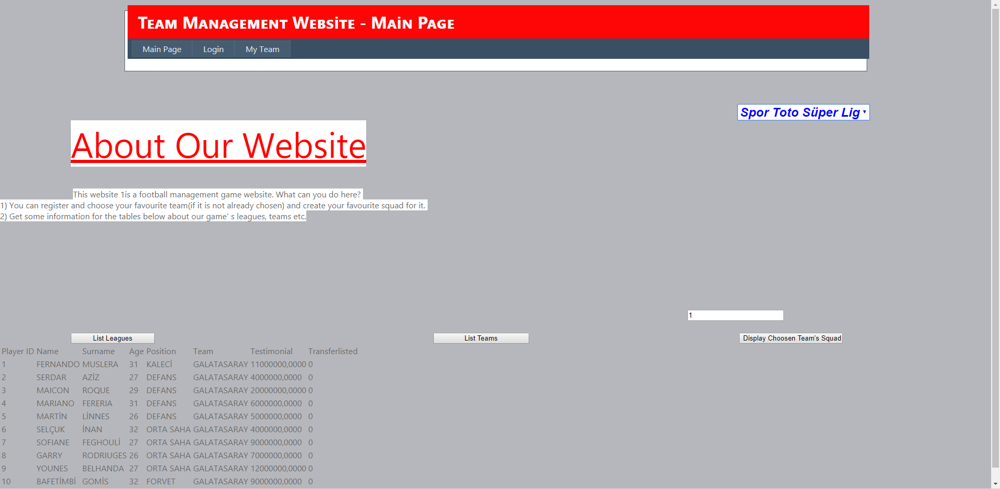 Team Management Websİte - Maİn Page
Main Page Login My Team
Spor Toto Süper Lig
About Our Website
This website 1is a football management game website. What can you do here?
1) You can register and choose your favourite team(if it is not already chosen) and create your favourite squad for it.
2) Get some information for the tables below about our game' s leagues, teams etc.
1
List Leagues List Teams Display Choosen Team's Squad
Player ID Name Surname Age Position Team Testimonial Transferlisted
1 FERNANDO MUSLERA 31 KALECİ GALATASARAY 11000000,0000 0
2 SERDAR AZİZ 27 DEFANS GALATASARAY 4000000,0000 0
3 MAICON ROQUE 29 DEFANS GALATASARAY 20000000,0000 0
4 MARIANO FERERIA 31 DEFANS GALATASARAY 6000000,0000 0
5 MARTİN LİNNES 26 DEFANS GALATASARAY 5000000,0000 0
6 SELÇUK İNAN 32 ORTA SAHA GALATASARAY 4000000,0000 0
7 SOFIANE FEGHOULİ 27 ORTA SAHA GALATASARAY 9000000,0000 0
8 GARRY RODRIUGES 26 ORTA SAHA GALATASARAY 7000000,0000 0
9 YOUNES BELHANDA 27 ORTA SAHA GALATASARAY 12000000,0000 0
10 BAFETİMBİ GOMİS 32 FORVET GALATASARAY 9000000,0000 0